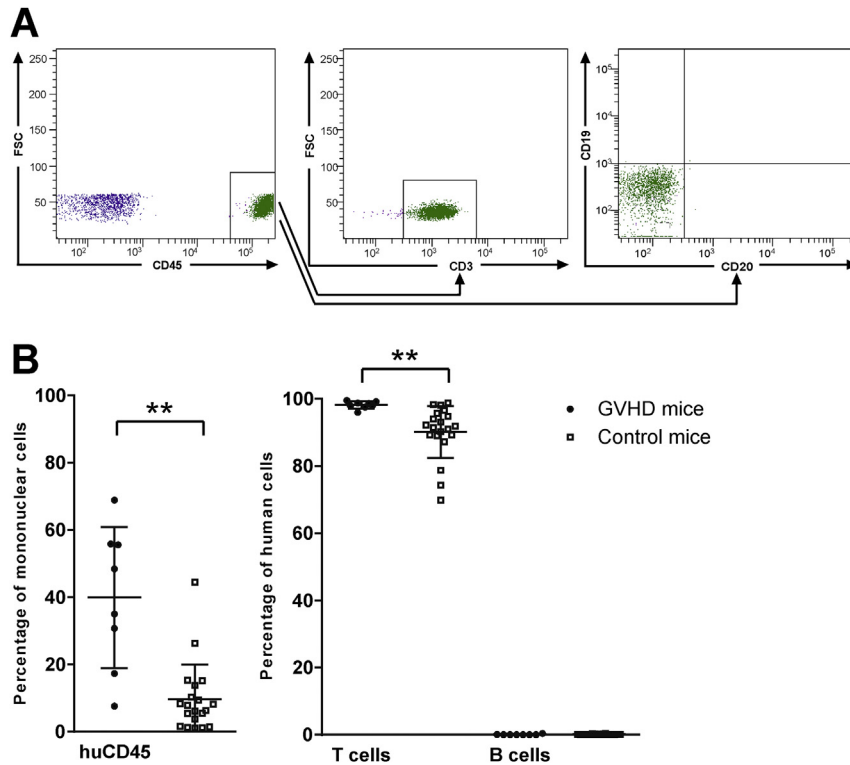 A
FSC
250
200
150
100
50
10^2
10^3
10^4
10^5
CD45
FSC
250
200
150
100
50
10^2
10^3
10^4
10^5
CD3
CD19
10^5
10^4
10^3
10^2
10^2
10^3
10^4
10^5
CD20
B
Percentage of mononuclear cells
100
80
60
40
20
0
**
huCD45
Percentage of human cells
100
80
60
40
20
0
**
T cells
B cells
GVHD mice
Control mice